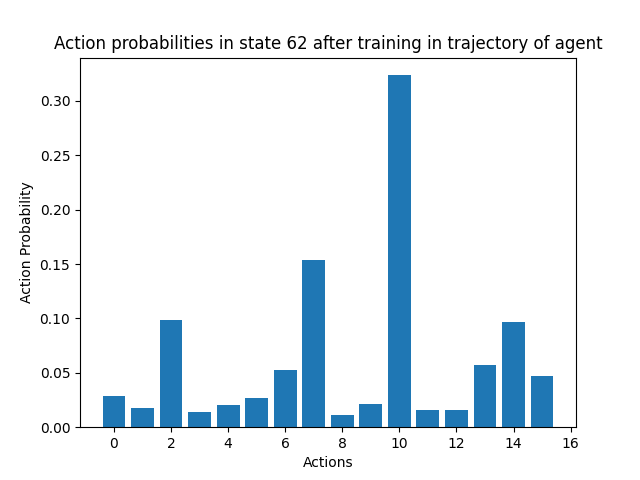 Action probabilities in state 62 after training in trajectory of agent
0.30
0.25
0.20
0.15
0.10
0.05
0.00
Action Probability
0 2 4 6 8 10 12 14 16
Actions